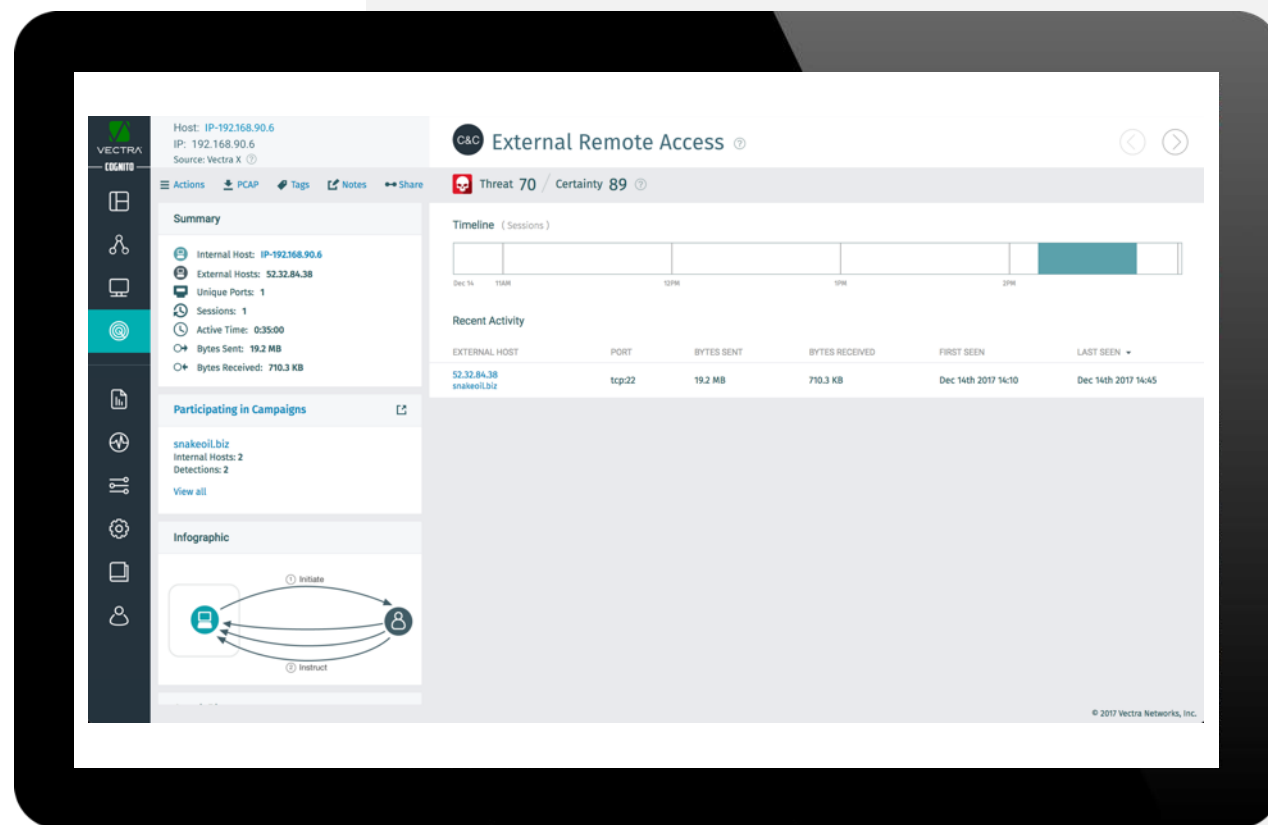 VECTRA
COGNITO
Host: IP-192.168.90.6
IP: 192.168.90.6
Source: Vectra X ?
Actions PCAP Tags Notes Share
Summary
Internal Host: IP-192.168.90.6
External Hosts: 52.32.84.38
Unique Ports: 1
Sessions: 1
Active Time: 0:35:00
Bytes Sent: 19.2 MB
Bytes Received: 710.3 KB
Participating in Campaigns
snakeoil.biz
Internal Hosts: 2
Detections: 2
View all
Infographic
1 Initiate
2 Instruct
C&C External Remote Access ?
Threat 70 / Certainty 89 ?
Timeline ( Sessions )
Dec 14 11AM 12PM 1PM 2PM
Recent Activity
EXTERNAL HOST PORT BYTES SENT BYTES RECEIVED FIRST SEEN LAST SEEN
52.32.84.38 tcp:22 19.2 MB 710.3 KB Dec 14th 2017 14:10 Dec 14th 2017 14:45
snakeoil.biz
© 2017 Vectra Networks, Inc.